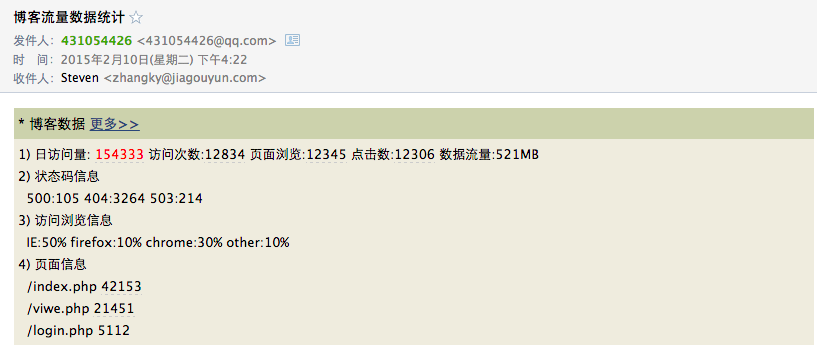 博客流量数据统计 ☆
发件人: 431054426 <431054426@qq.com>
时　间: 2015年2月10日(星期二) 下午4:22
收件人: Steven <zhangky@jiagouyun.com>
* 博客数据 更多>>
1) 日访问量: 154333 访问次数:12834 页面浏览:12345 点击数:12306 数据流量:521MB
2) 状态码信息
500:105 404:3264 503:214
3) 访问浏览信息
IE:50% firefox:10% chrome:30% other:10%
4) 页面信息
/index.php 42153
/viwe.php 21451
/login.php 5112